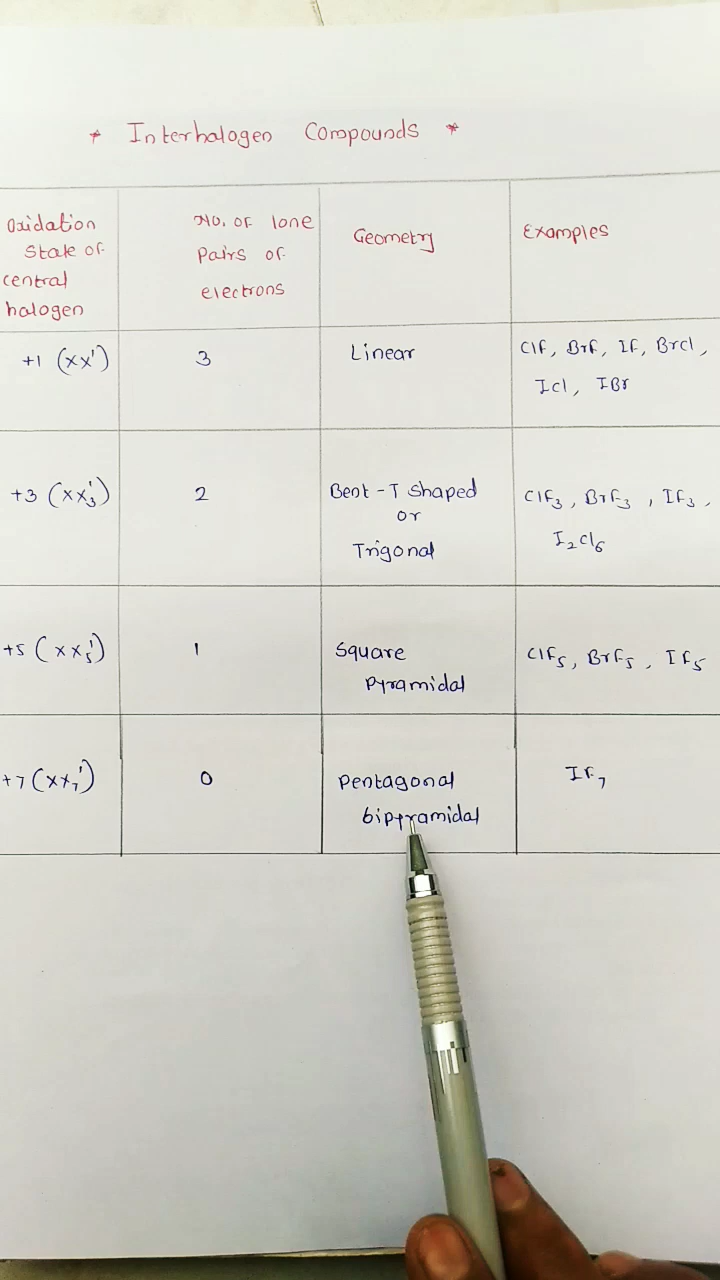 * Interhalogen Compounds *
Oxidation State of central halogen | No. of lone Pairs of electrons | Geometry | Examples
+1 (XX') | 3 | Linear | ClF, BrF, IF, BrCl, ICl, IBr
+3 (XX'₃) | 2 | Bent-T Shaped or Trigonal | ClF₃, BrF₃, IF₃, I₂Cl₆
+5 (XX'₅) | 1 | Square Pyramidal | ClF₅, BrF₅, IF₅
+7 (XX'₇) | 0 | Pentagonal bipyramidal | IF₇